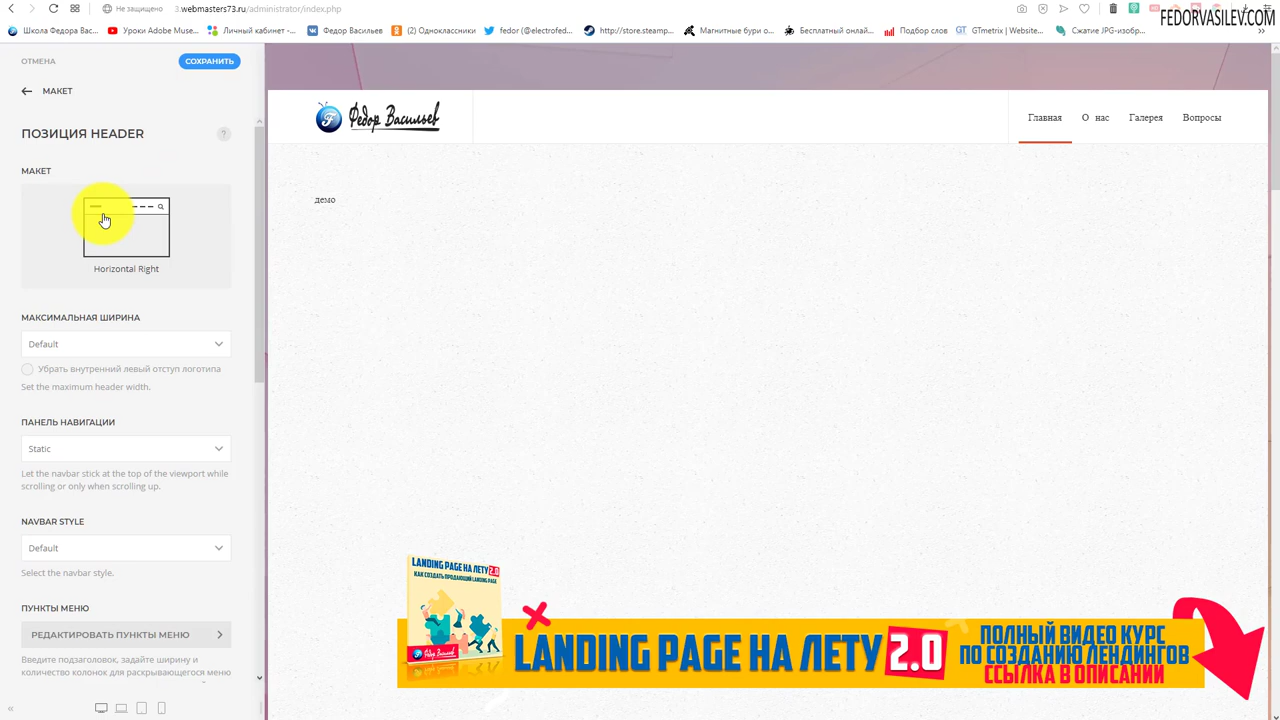 Не защищено
3.webmasters73.ru/administrator/index.php
FEDORVASILEV.COM
Школа Федора Вас...
Уроки Adobe Muse...
Личный кабинет -...
Федор Васильев
(2) Одноклассники
fedor (@electrofed...
http://store.steamp...
Магнитные бури о...
Бесплатный онлай...
Подбор слов
GTmetrix | Website...
Сжатие JPG-изобр...
ОТМЕНА
СОХРАНИТЬ
МАКЕТ
ПОЗИЦИЯ HEADER
?
МАКЕТ
Horizontal Right
МАКСИМАЛЬНАЯ ШИРИНА
Default
Убрать внутренний левый отступ логотипа
Set the maximum header width.
ПАНЕЛЬ НАВИГАЦИИ
Static
Let the navbar stick at the top of the viewport while
scrolling or only when scrolling up.
NAVBAR STYLE
Default
Select the navbar style.
ПУНКТЫ МЕНЮ
РЕДАКТИРОВАТЬ ПУНКТЫ МЕНЮ
Введите подзаголовок, задайте ширину и
количество колонок для раскрывающегося меню
Федор Васильев
Главная
О нас
Галерея
Вопросы
демо
LANDING PAGE НА ЛЕТУ 2.0
КАК СОЗДАТЬ ПРОДАЮЩИЙ LANDING PAGE
Федор Васильев
LANDING PAGE НА ЛЕТУ 2.0
ПОЛНЫЙ ВИДЕО КУРС
ПО СОЗДАНИЮ ЛЕНДИНГОВ
ССЫЛКА В ОПИСАНИИ